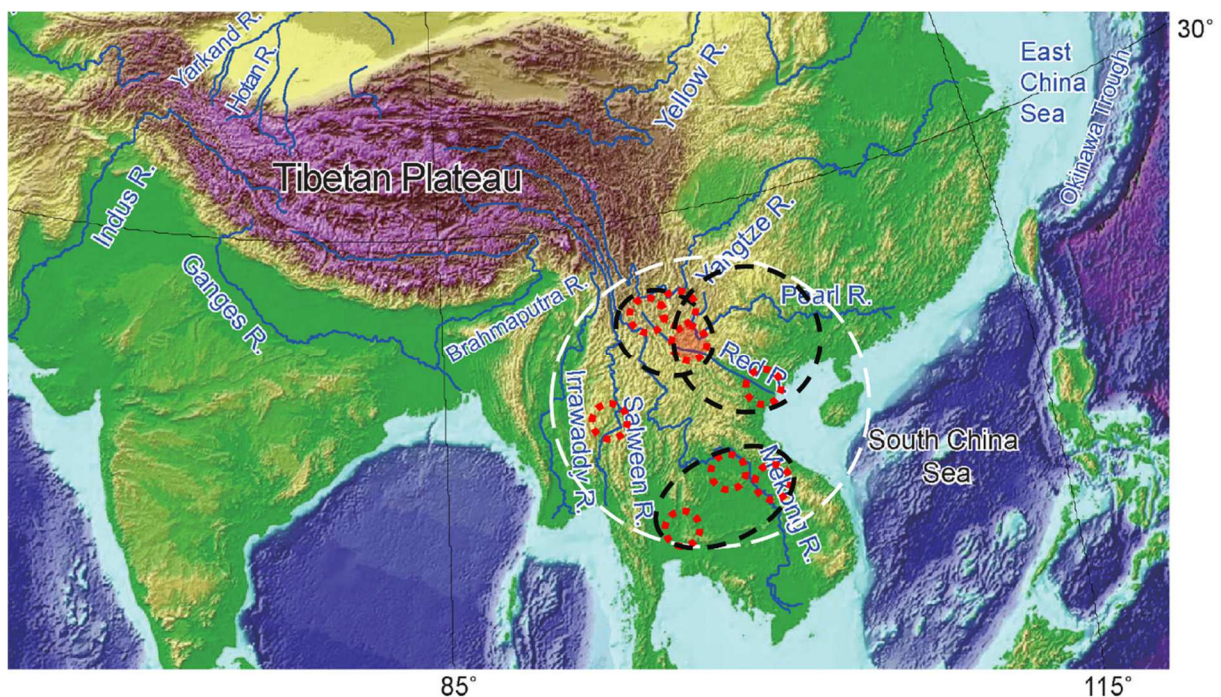 30°
Yarkand R.
Hotan R.
Yellow R.
East
China
Sea
Okinawa Trough
Tibetan Plateau
Indus R.
Ganges R.
Brahmaputra R.
Yangtze R.
Pearl R.
Red R.
Irrawaddy R.
Salween R.
Mekong R.
South China
Sea
85°
115°